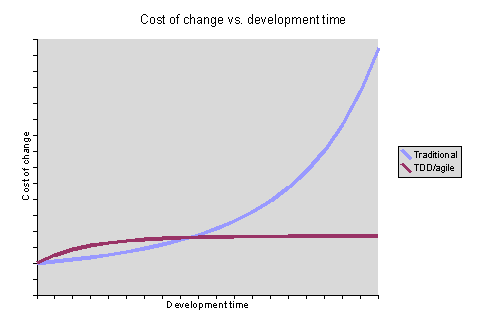 Cost of change vs. development time
Cost of change
Traditional
TDD/agile
Development time